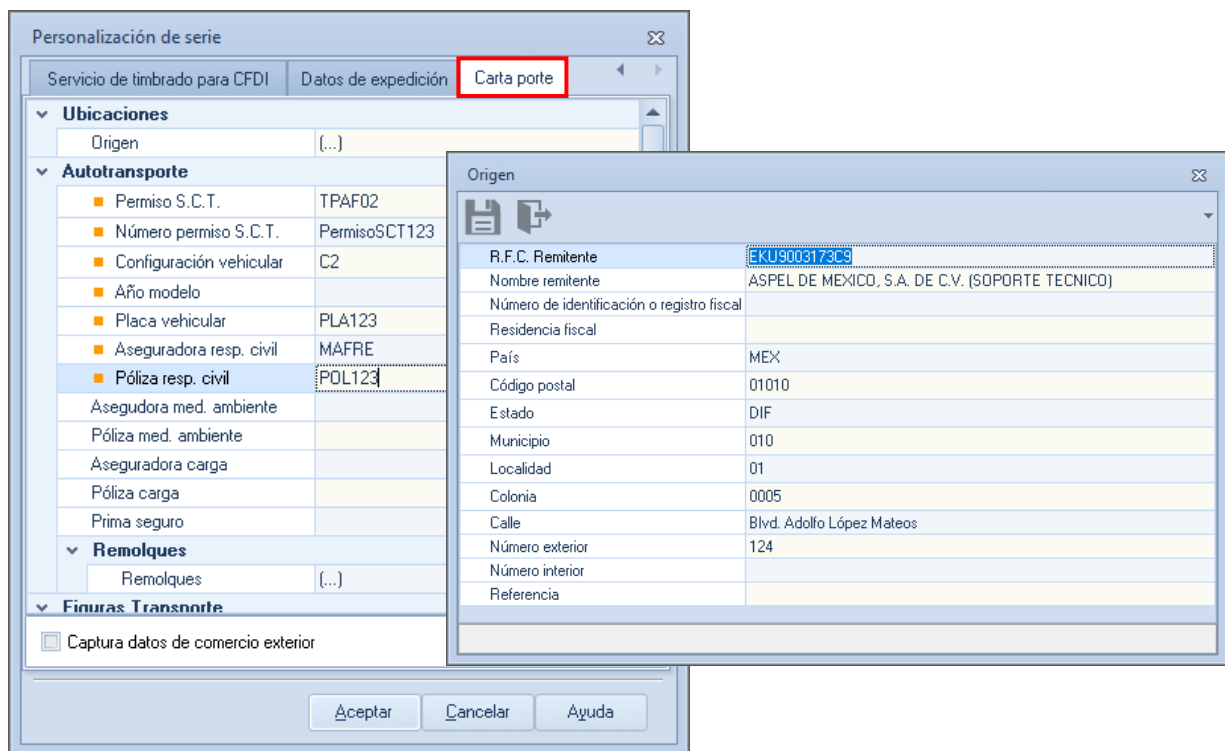 Personalización de serie
Servicio de timbrado para CFDI Datos de expedición Carta porte
Ubicaciones
Origen (...)
Autotransporte
Permiso S.C.T. TPAF02
Número permiso S.C.T. PermisoSCT123
Configuración vehicular C2
Año modelo
Placa vehicular PLA123
Aseguradora resp. civil MAFRE
Póliza resp. civil POL123
Asegudora med. ambiente
Póliza med. ambiente
Aseguradora carga
Póliza carga
Prima seguro
Remolques
Remolques (...)
Figuras Transporte
Captura datos de comercio exterior
Aceptar Cancelar Ayuda
Origen
R.F.C. Remitente EKU9003173C9
Nombre remitente ASPEL DE MEXICO, S.A. DE C.V. (SOPORTE TECNICO)
Número de identificación o registro fiscal
Residencia fiscal
País MEX
Código postal 01010
Estado DIF
Municipio 010
Localidad 01
Colonia 0005
Calle Blvd. Adolfo López Mateos
Número exterior 124
Número interior
Referencia